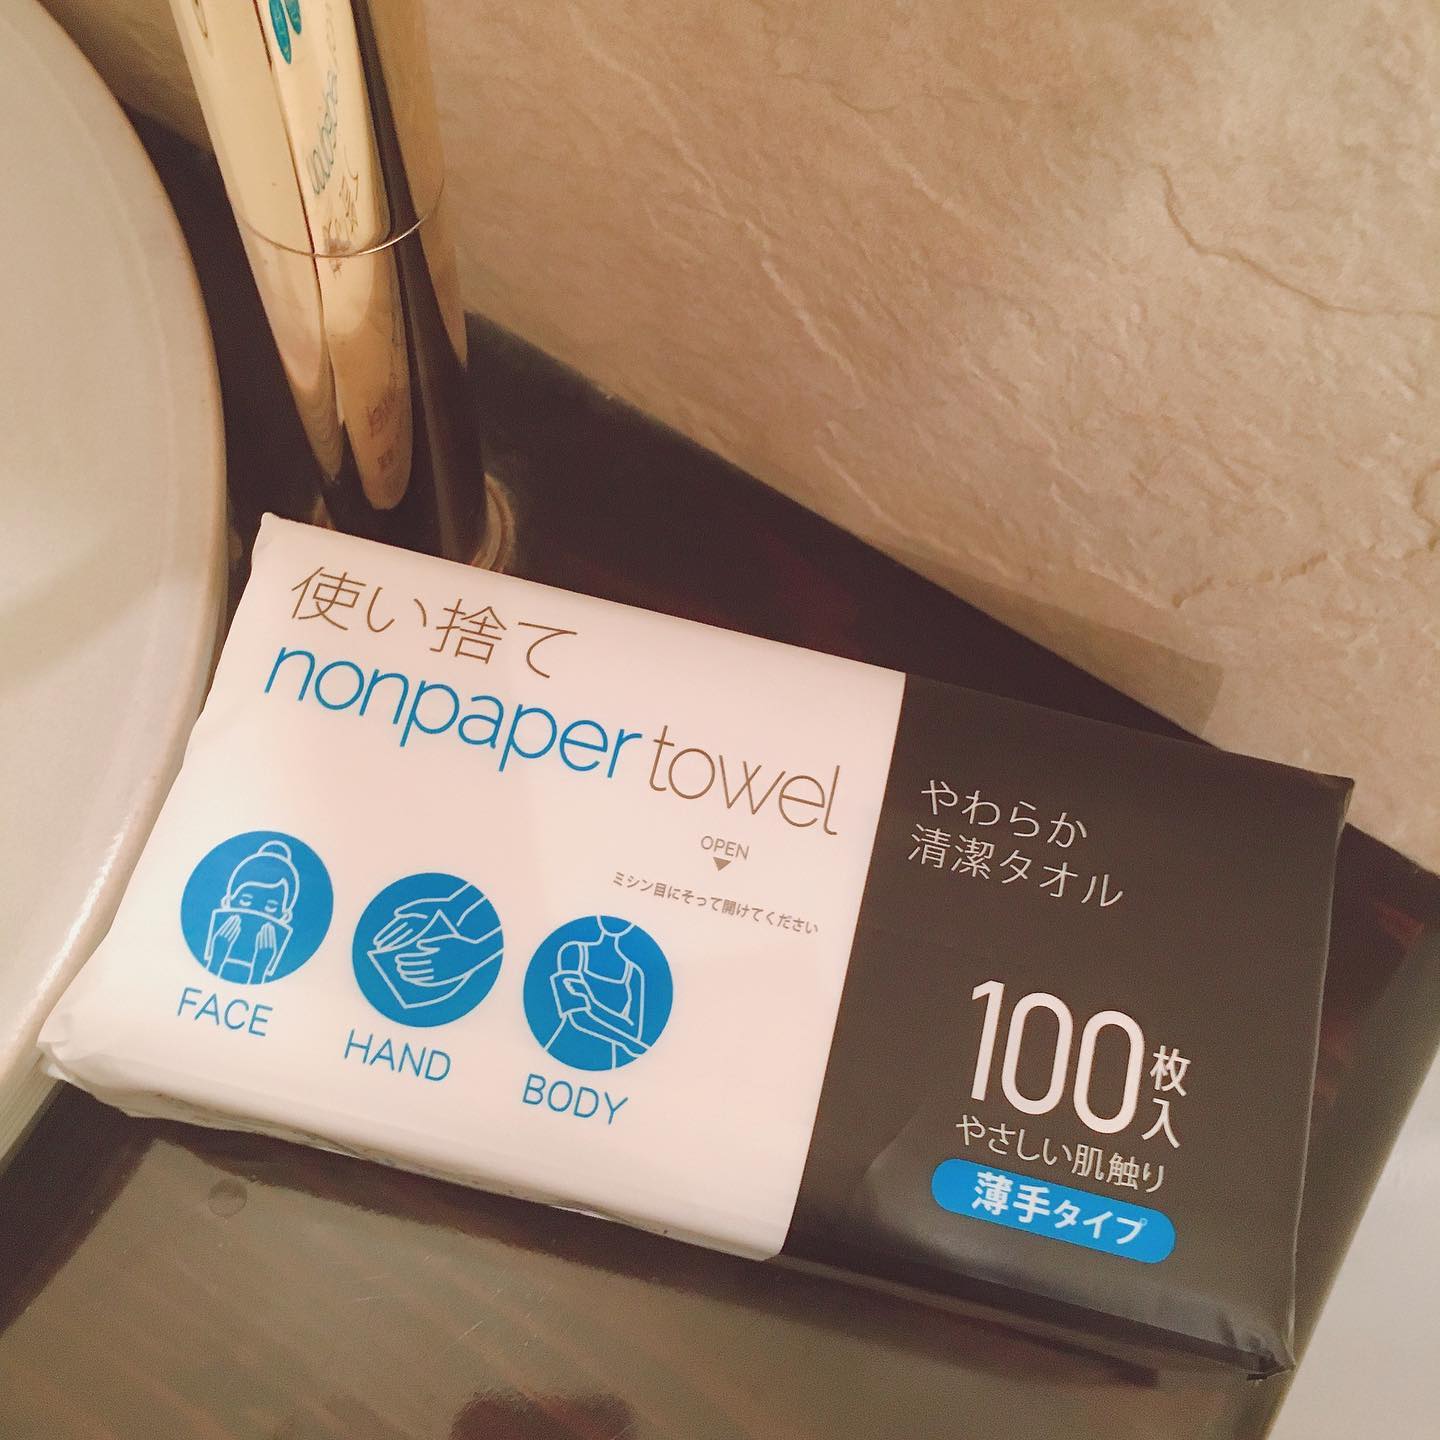 使い捨て
nonpaper towel
OPEN
ミシン目にそって開けてください
FACE
HAND
BODY
やわらか
清潔タオル
100枚入
やさしい肌触り
薄手タイプ